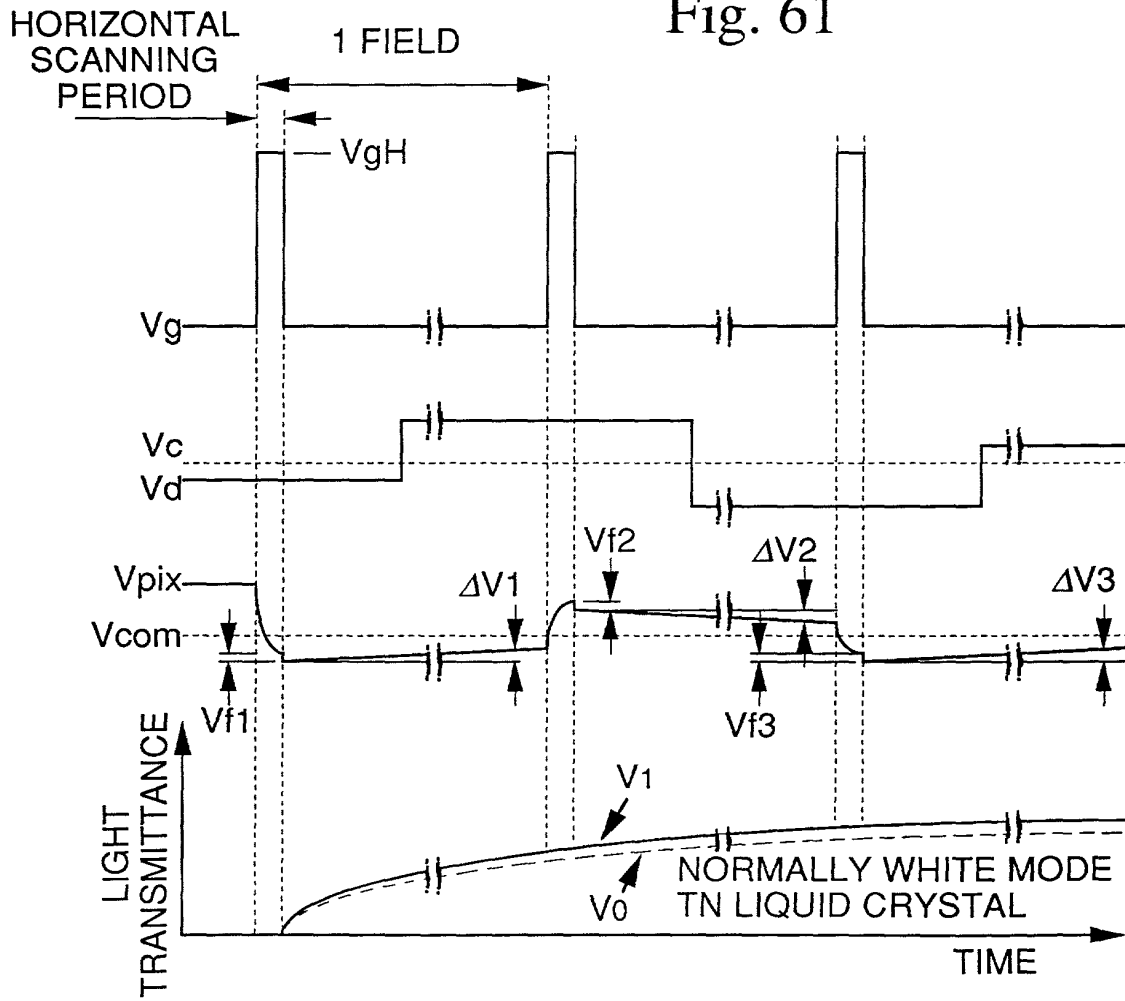 Fig. 61
HORIZONTAL
SCANNING
PERIOD
1 FIELD
VgH
Vg
Vc
Vd
Vf2
ΔV2
Vpix
ΔV1
ΔV3
Vcom
Vf1
Vf3
LIGHT
TRANSMITTANCE
V1
V0
NORMALLY WHITE MODE
TN LIQUID CRYSTAL
TIME